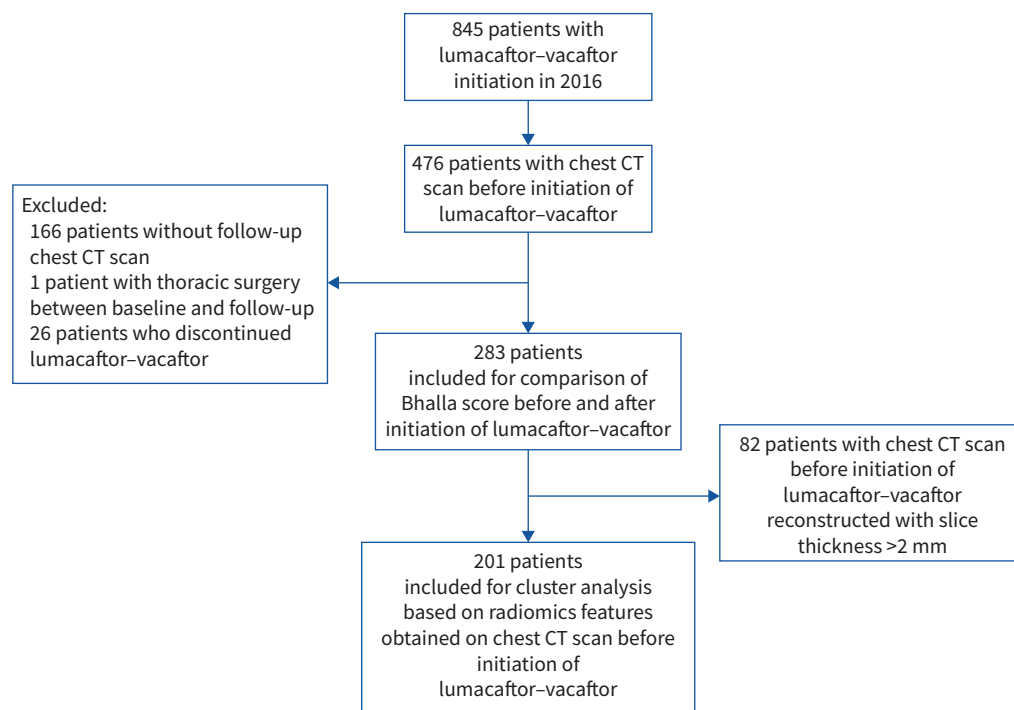 845 patients with
lumacaftor–vacaftor
initiation in 2016
476 patients with chest CT
scan before initiation of
lumacaftor–vacaftor
Excluded:
166 patients without follow-up
chest CT scan
1 patient with thoracic surgery
between baseline and follow-up
26 patients who discontinued
lumacaftor–vacaftor
283 patients
included for comparison of
Bhalla score before and after
initiation of lumacaftor–vacaftor
82 patients with chest CT scan
before initiation of
lumacaftor–vacaftor
reconstructed with slice
thickness >2 mm
201 patients
included for cluster analysis
based on radiomics features
obtained on chest CT scan before
initiation of
lumacaftor–vacaftor